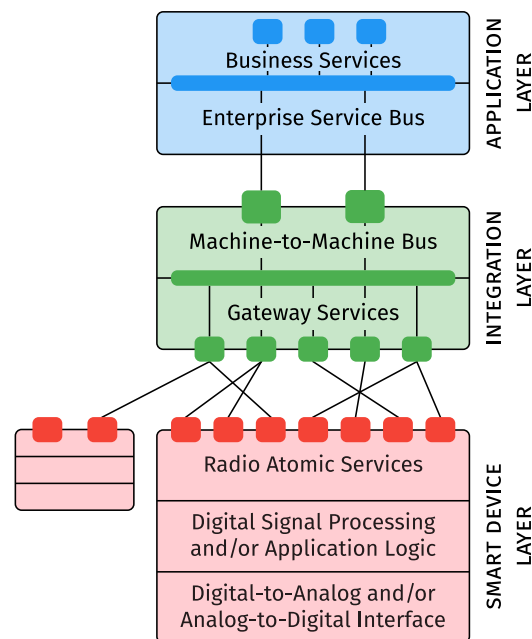 Business Services
Enterprise Service Bus
APPLICATION
LAYER
Machine-to-Machine Bus
Gateway Services
INTEGRATION
LAYER
Radio Atomic Services
Digital Signal Processing
and/or Application Logic
Digital-to-Analog and/or
Analog-to-Digital Interface
SMART DEVICE
LAYER